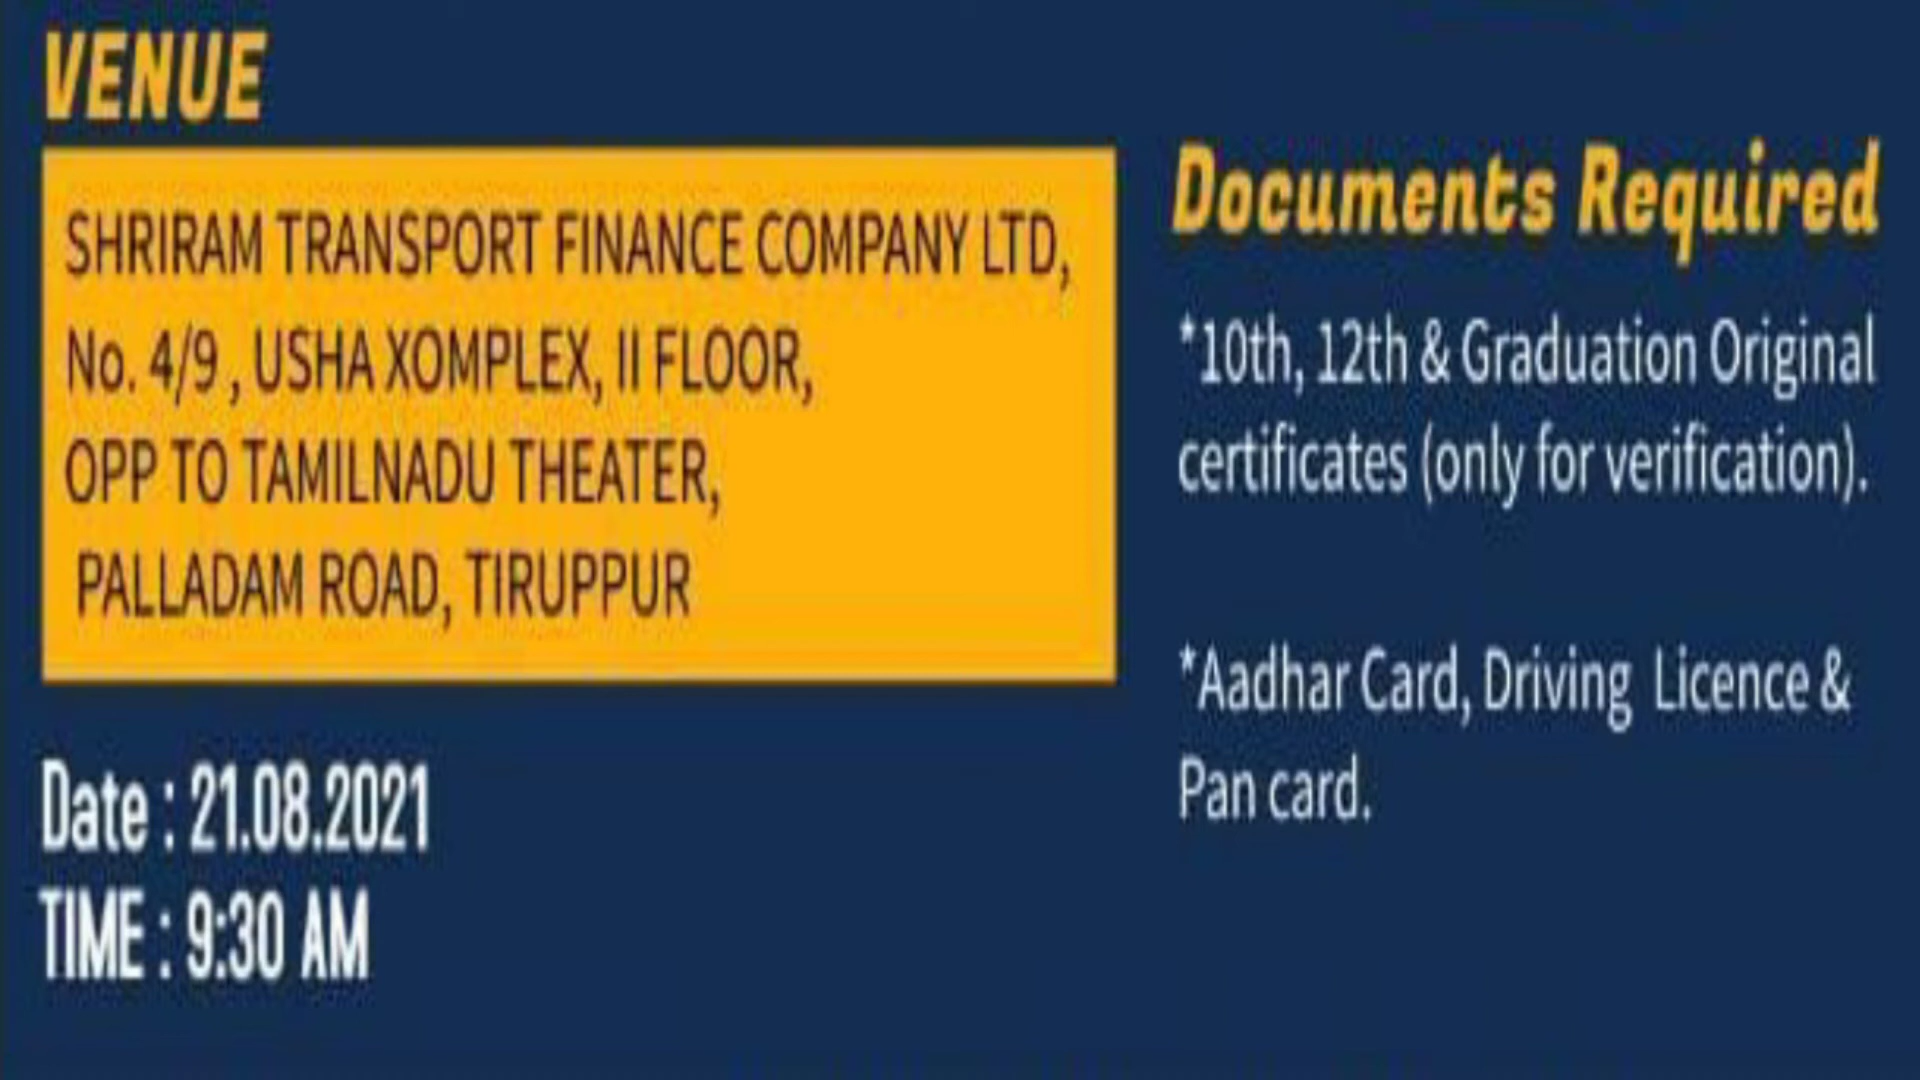 VENUE
SHRIRAM TRANSPORT FINANCE COMPANY LTD,
No. 4/9 , USHA XOMPLEX, II FLOOR,
OPP TO TAMILNADU THEATER,
PALLADAM ROAD, TIRUPPUR
Date : 21.08.2021
TIME : 9:30 AM
Documents Required
*10th, 12th & Graduation Original
certificates (only for verification).
*Aadhar Card, Driving Licence &
Pan card.